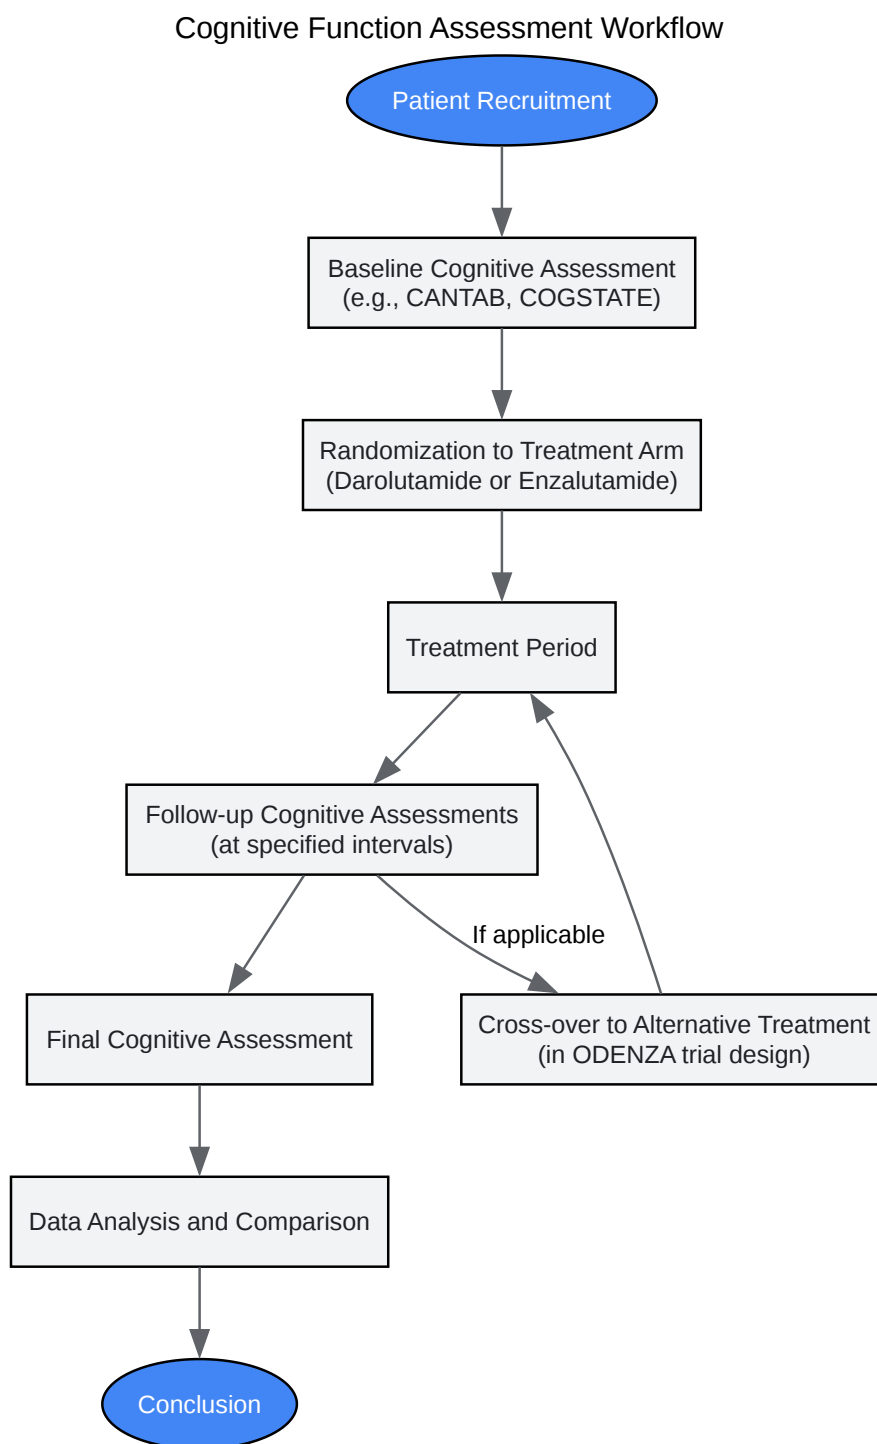 Cognitive Function Assessment Workflow
Patient Recruitment
Baseline Cognitive Assessment
(e.g., CANTAB, COGSTATE)
Randomization to Treatment Arm
(Darolutamide or Enzalutamide)
Treatment Period
Follow-up Cognitive Assessments
(at specified intervals)
If applicable
Final Cognitive Assessment
Cross-over to Alternative Treatment
(in ODENZA trial design)
Data Analysis and Comparison
Conclusion